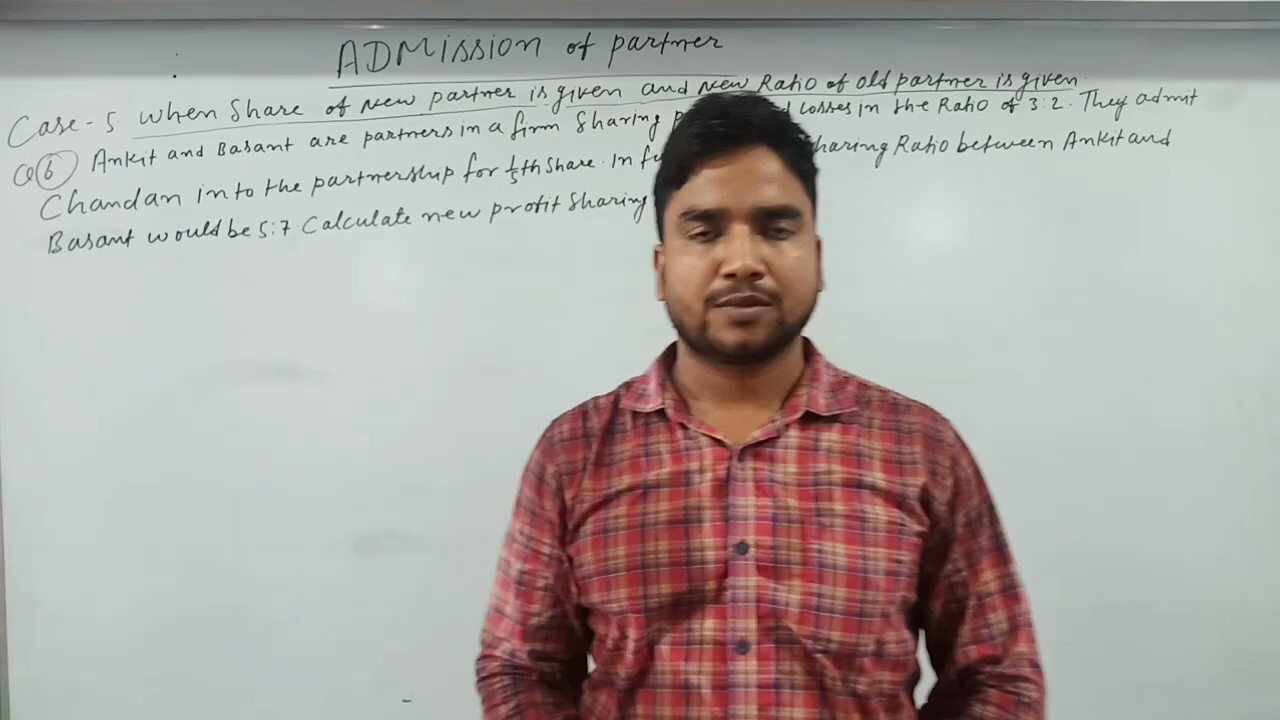 ADMission of partner
Case-5. When Share of New partner is given and New Ratio of old partner is given
Q(6) Ankit and Basant are partners in a firm Sharing losses in the Ratio of 3:2. They admit
Chandan into the partnership for 1/5th Share. In haring Ratio between Ankit and
Basant would be 5:7. Calculate new profit Sharing